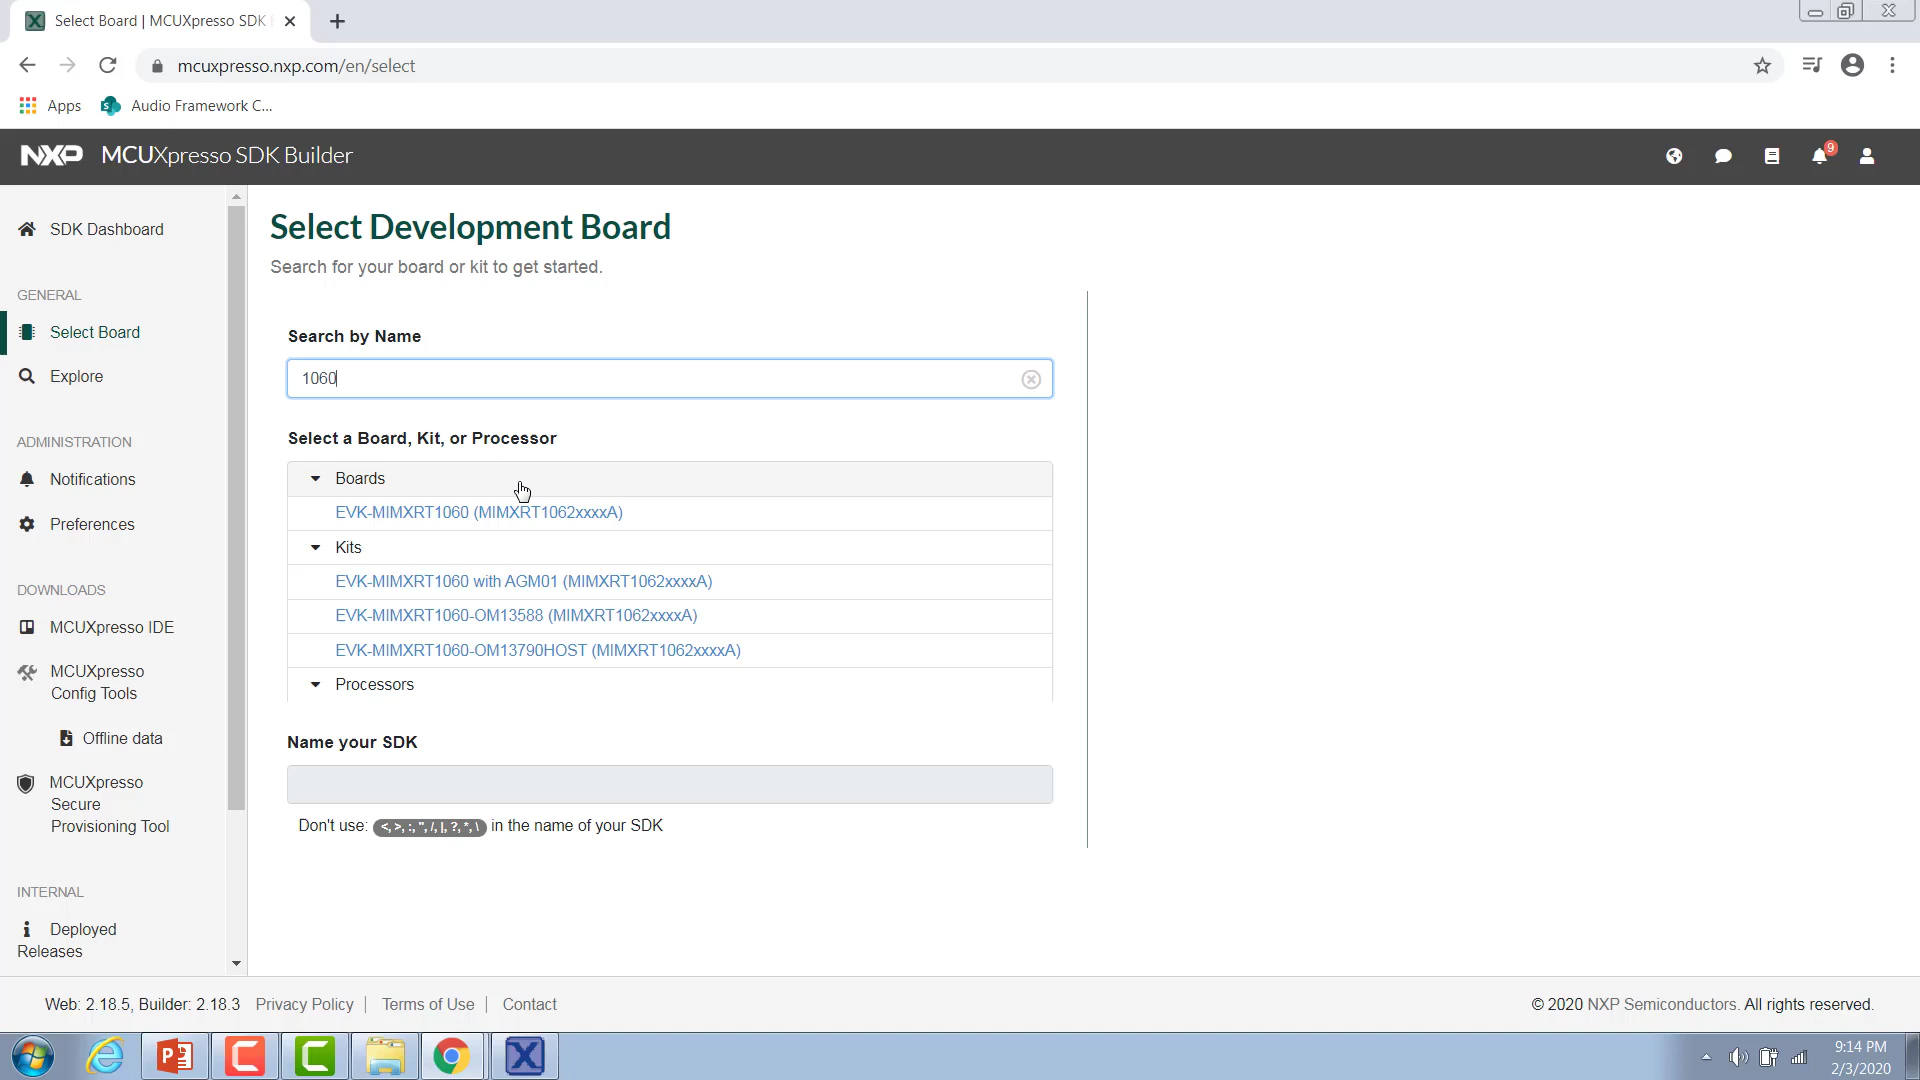 Select Board | MCUXpresso SDK
mcuxpresso.nxp.com/en/select
Apps
Audio Framework C...
NXP
MCUXpresso SDK Builder
9
SDK Dashboard
GENERAL
Select Board
Explore
ADMINISTRATION
Notifications
Preferences
DOWNLOADS
MCUXpresso IDE
MCUXpresso
Config Tools
Offline data
MCUXpresso
Secure
Provisioning Tool
INTERNAL
Deployed
Releases
Select Development Board
Search for your board or kit to get started.
Search by Name
1060
Select a Board, Kit, or Processor
Boards
EVK-MIMXRT1060 (MIMXRT1062xxxxA)
Kits
EVK-MIMXRT1060 with AGM01 (MIMXRT1062xxxxA)
EVK-MIMXRT1060-OM13588 (MIMXRT1062xxxxA)
EVK-MIMXRT1060-OM13790HOST (MIMXRT1062xxxxA)
Processors
Name your SDK
Don't use: <, >, :, ", /, |, ?, *, \ in the name of your SDK
Web: 2.18.5, Builder: 2.18.3 Privacy Policy | Terms of Use | Contact
© 2020 NXP Semiconductors. All rights reserved.
9:14 PM
2/3/2020